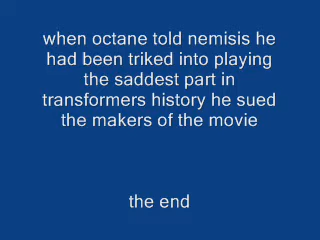 when octane told nemisis he
had been triked into playing
the saddest part in
transformers history he sued
the makers of the movie
the end